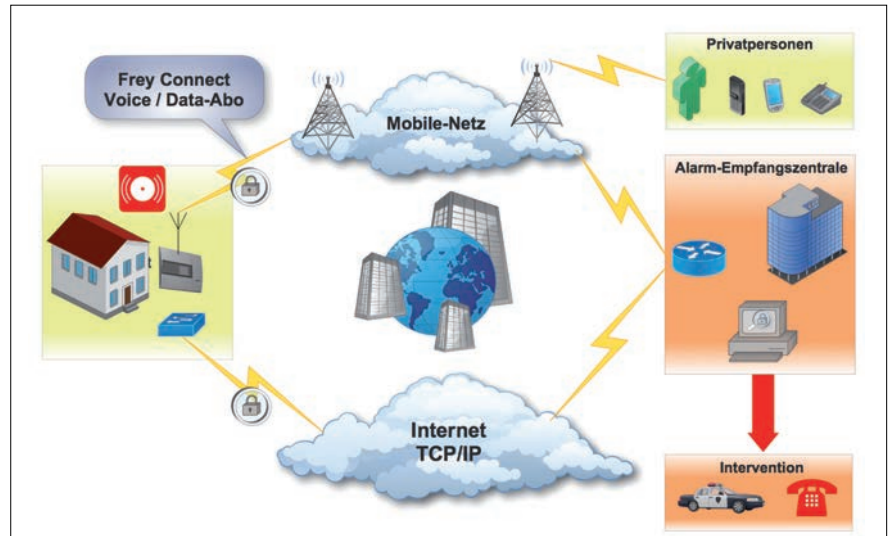 Frey Connect
Voice / Data-Abo
Mobile-Netz
Privatpersonen
Alarm-Empfangszentrale
Internet
TCP/IP
Intervention